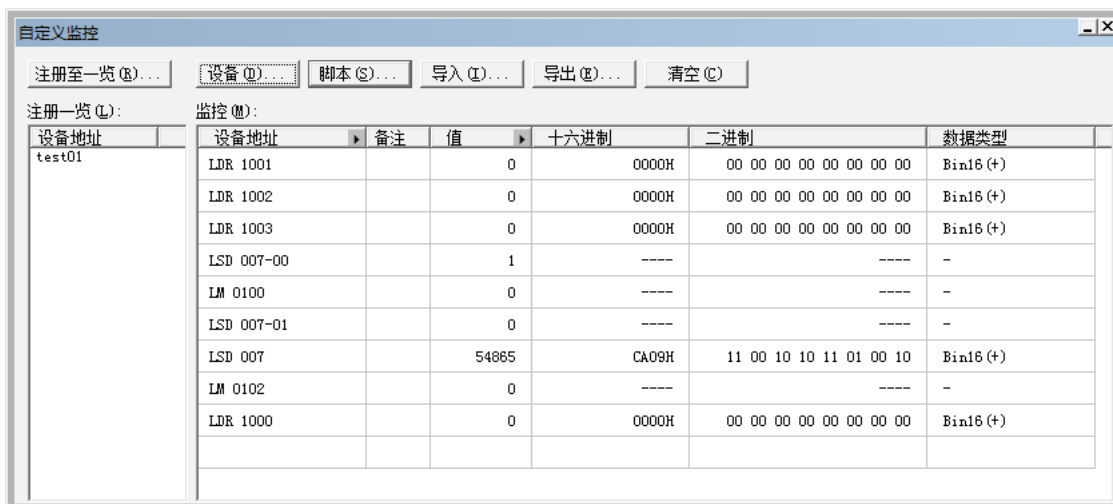 自定义监控
注册至一览(R)... 设备(D)... 脚本(S)... 导入(I)... 导出(E)... 清空(C)
注册一览(L): 监控(M):
设备地址 设备地址 备注 值 十六进制 二进制 数据类型
test01 LDR 1001 0 0000H 00 00 00 00 00 00 00 00 Bin16(+)
LDR 1002 0 0000H 00 00 00 00 00 00 00 00 Bin16(+)
LDR 1003 0 0000H 00 00 00 00 00 00 00 00 Bin16(+)
LSD 007-00 1 ---- ---- -
LM 0100 0 ---- ---- -
LSD 007-01 0 ---- ---- -
LSD 007 54865 CA09H 11 00 10 10 11 01 00 10 Bin16(+)
LM 0102 0 ---- ---- -
LDR 1000 0 0000H 00 00 00 00 00 00 00 00 Bin16(+)